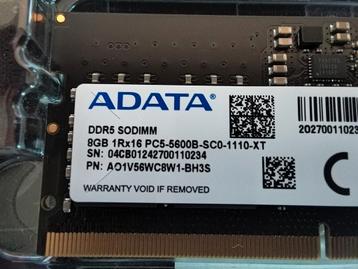 ADATA
DDR5 SODIMM
8GB 1Rx16 PC5-5600B-SC0-1110-XT
SN: 04CB01242700110234
PN: AO1V56WC8W1-BH3S
WARRANTY VOID IF REMOVED